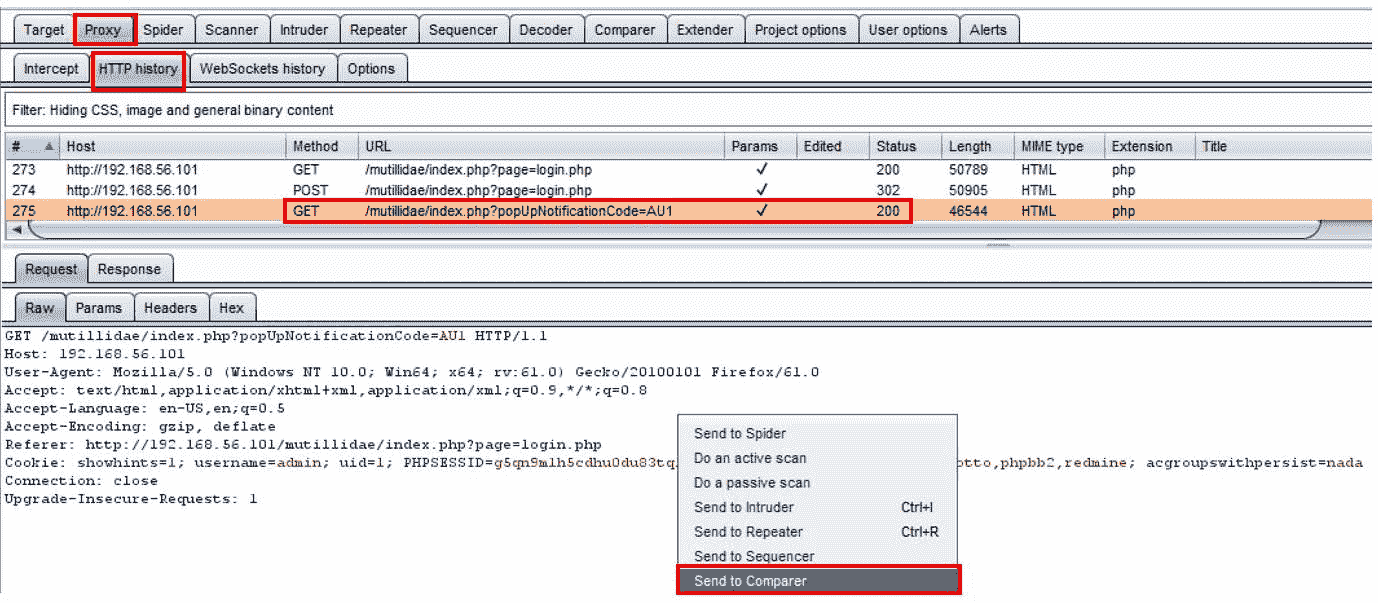 Target Proxy Spider Scanner Intruder Repeater Sequencer Decoder Comparer Extender Project options User options Alerts
Intercept HTTP history WebSockets history Options
Filter: Hiding CSS, image and general binary content
# Host Method URL Params Edited Status Length MIME type Extension Title
273 http://192.168.56.101 GET /mutillidae/index.php?page=login.php ✓ 200 50789 HTML php
274 http://192.168.56.101 POST /mutillidae/index.php?page=login.php ✓ 302 50905 HTML php
275 http://192.168.56.101 GET /mutillidae/index.php?popUpNotificationCode=AU1 ✓ 200 46544 HTML php
Request Response
Raw Params Headers Hex
GET /mutillidae/index.php?popUpNotificationCode=AU1 HTTP/1.1
Host: 192.168.56.101
User-Agent: Mozilla/5.0 (Windows NT 10.0; Win64; x64; rv:61.0) Gecko/20100101 Firefox/61.0
Accept: text/html,application/xhtml+xml,application/xml;q=0.9,*/*;q=0.8
Accept-Language: en-US,en;q=0.5
Accept-Encoding: gzip, deflate
Referer: http://192.168.56.101/mutillidae/index.php?page=login.php
Cookie: showhints=1; username=admin; uid=1; PHPSESSID=g5qn9mlh5cdhu0du83tq otto,phpbb2,redmine; acgroupswithpersist=nada
Connection: close
Upgrade-Insecure-Requests: 1
Send to Spider
Do an active scan
Do a passive scan
Send to Intruder Ctrl+I
Send to Repeater Ctrl+R
Send to Sequencer
Send to Comparer